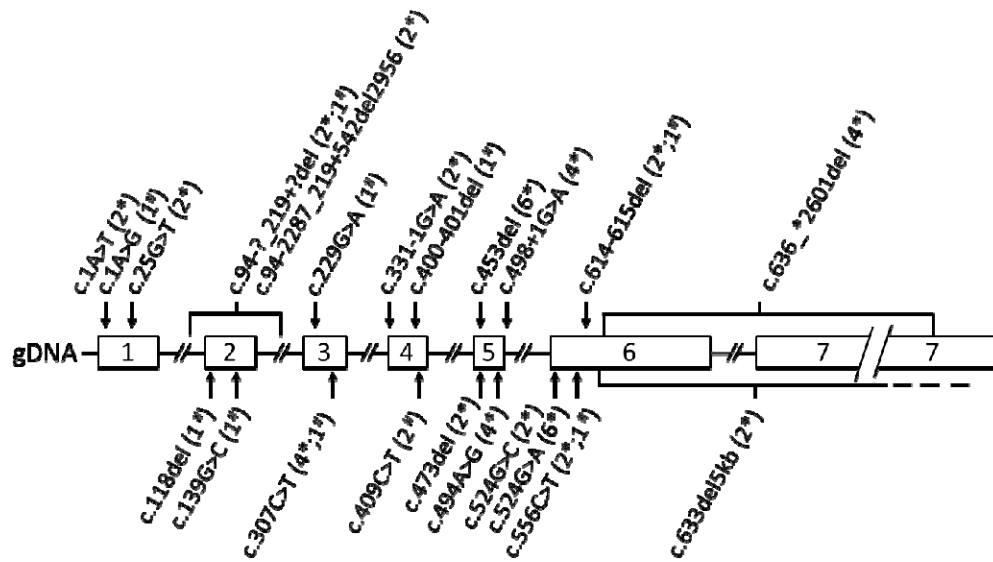 c.1A>T (2*)
c.1A>G (1#)
c.25G>T (2*)
c.94-?_219+?del (2*;1#)
c.94-2287_219+542del2956 (2*)
c.229G>A (1#)
c.331-1G>A (2*)
c.400-401del (1#)
c.453del (6*)
c.498+1G>A (4*)
c.614-615del (2*;1#)
c.636_*2601del (4*)
gDNA 1 2 3 4 5 6 7 7
c.118del (1#)
c.139G>C (1#)
c.307C>T (4*;1#)
c.409C>T (2#)
c.473del (2*)
c.494A>G (4*)
c.524G>C (2*)
c.524G>A (6*)
c.556C>T (2*;1#)
c.633del5kb (2*)